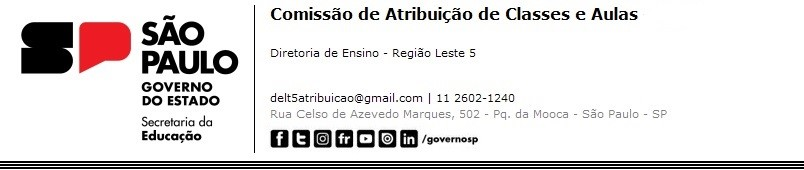 SP
SÃO
PAULO
GOVERNO
DO ESTADO
Secretaria da
Educação
Comissão de Atribuição de Classes e Aulas
Diretoria de Ensino - Região Leste 5
delt5atribuicao@gmail.com | 11 2602-1240
Rua Celso de Azevedo Marques, 502 - Pq. da Mooca - São Paulo - SP
/governosp